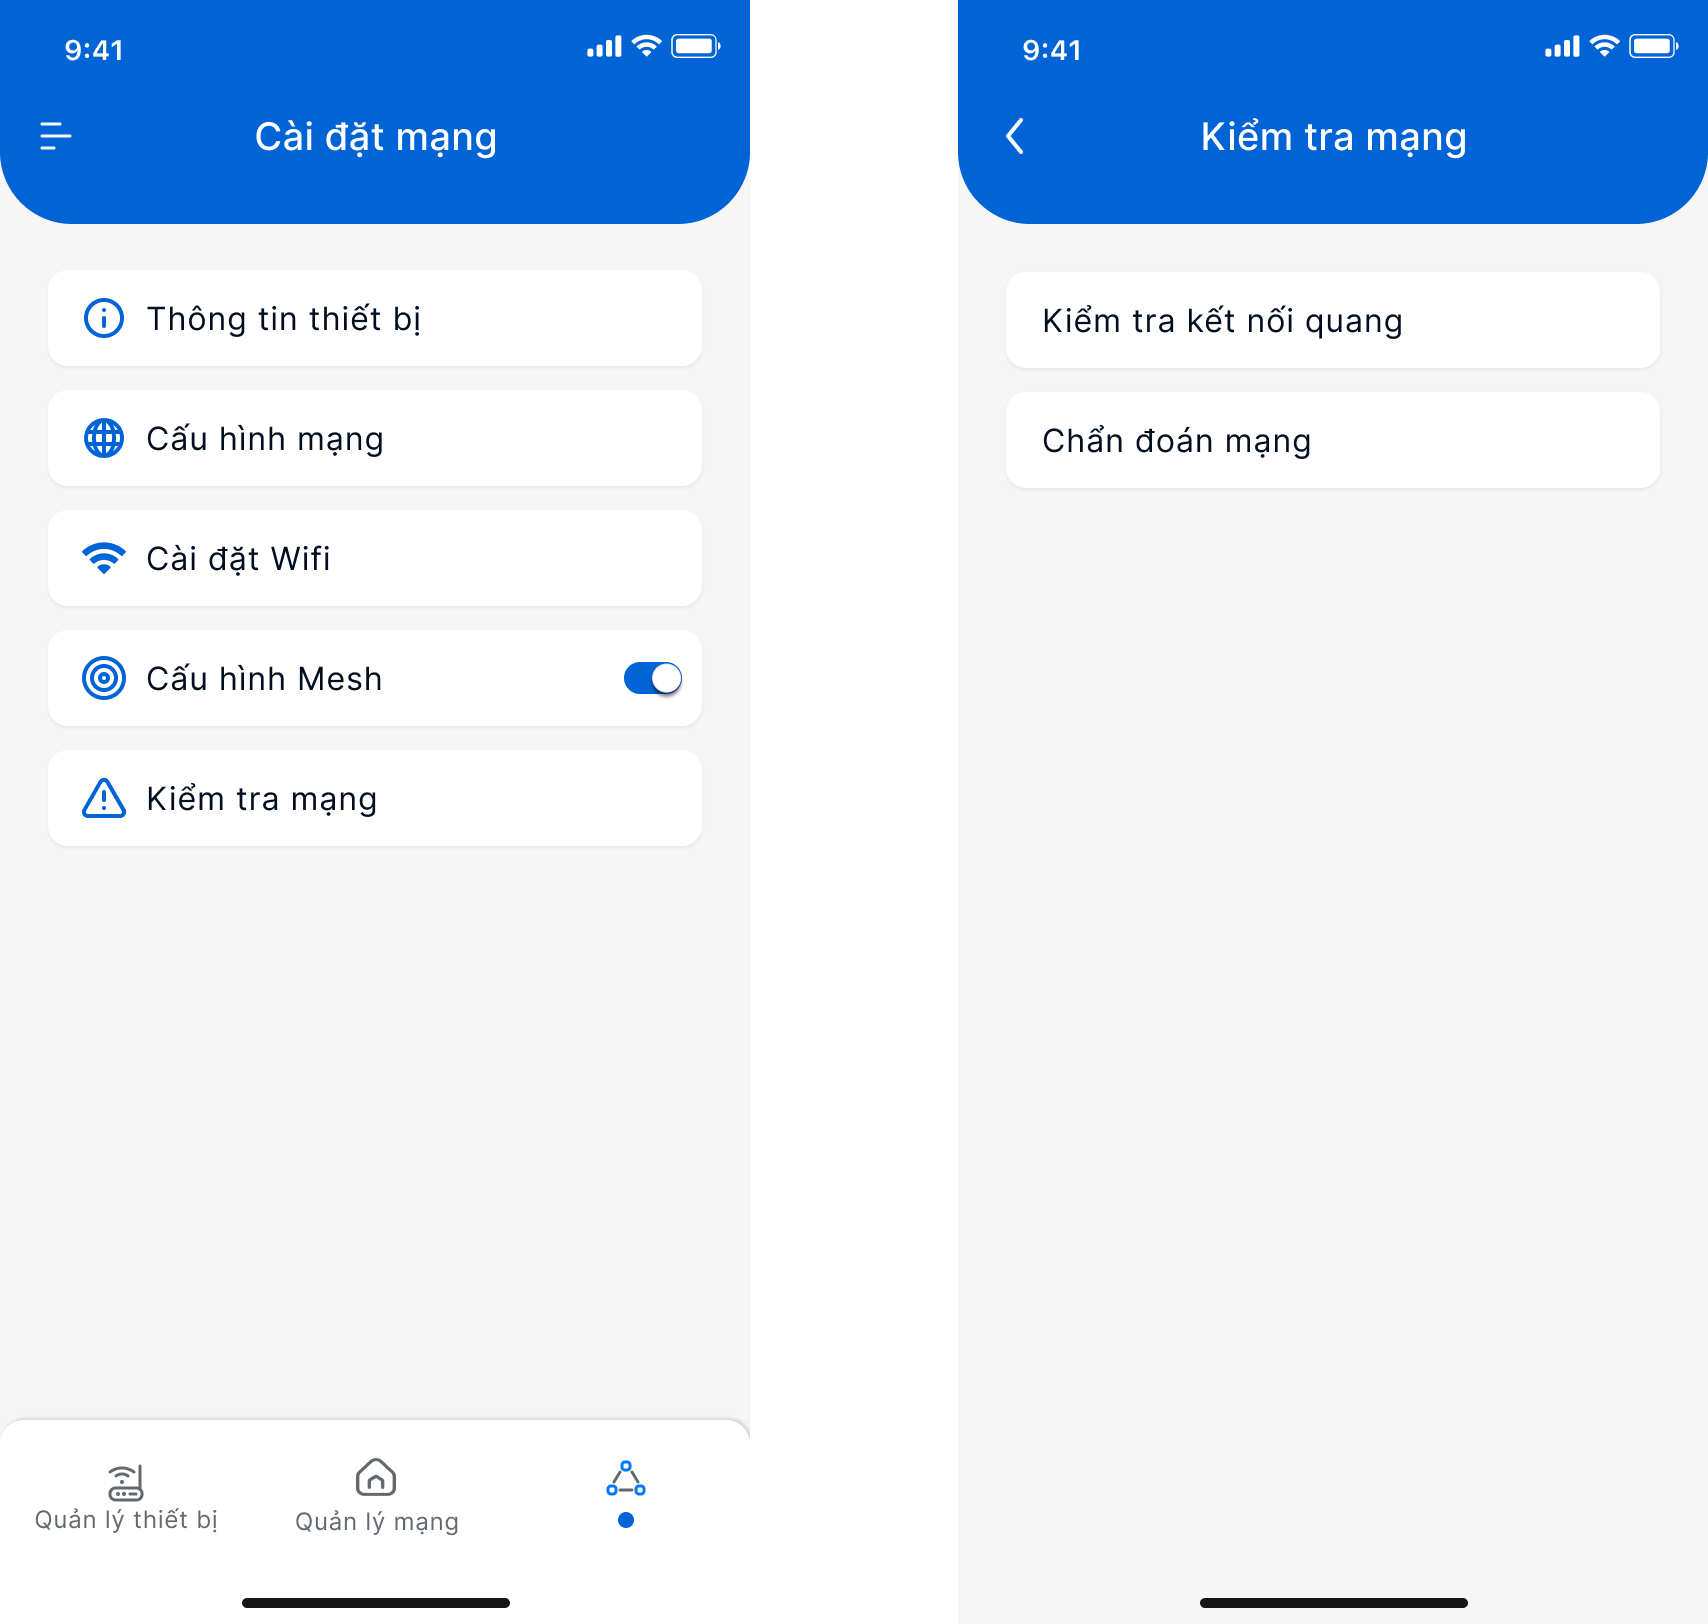 9:41
Cài đặt mạng
Thông tin thiết bị
Cấu hình mạng
Cài đặt Wifi
Cấu hình Mesh
Kiểm tra mạng
Quản lý thiết bị
Quản lý mạng
9:41
Kiểm tra mạng
Kiểm tra kết nối quang
Chẩn đoán mạng